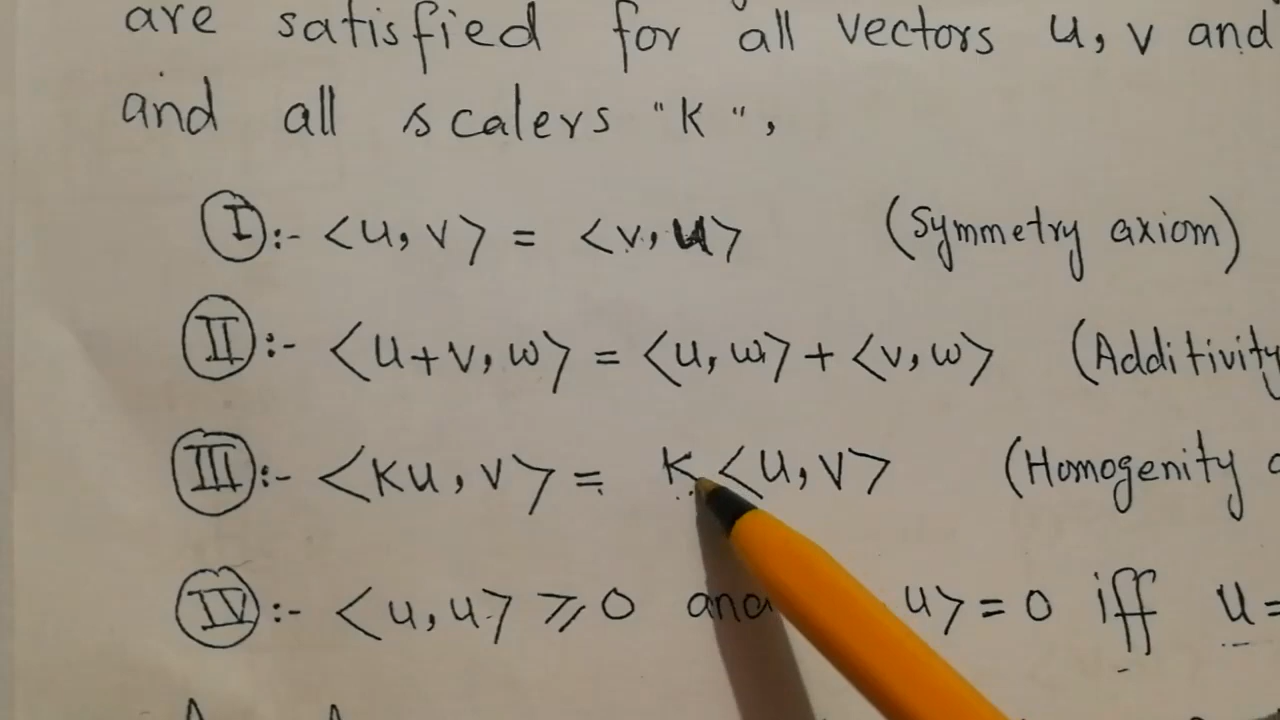 are satisfied for all vectors u, v and
and all scalers "K",
(I):- <u, v> = <v, u> (Symmetry axiom)
(II):- <u+v, w> = <u, w> + <v, w> (Additivity
(III):- <Ku, v> = K<u, v> (Homogenity a
(IV):- <u, u> ⩾ 0 and u> = 0 iff u =